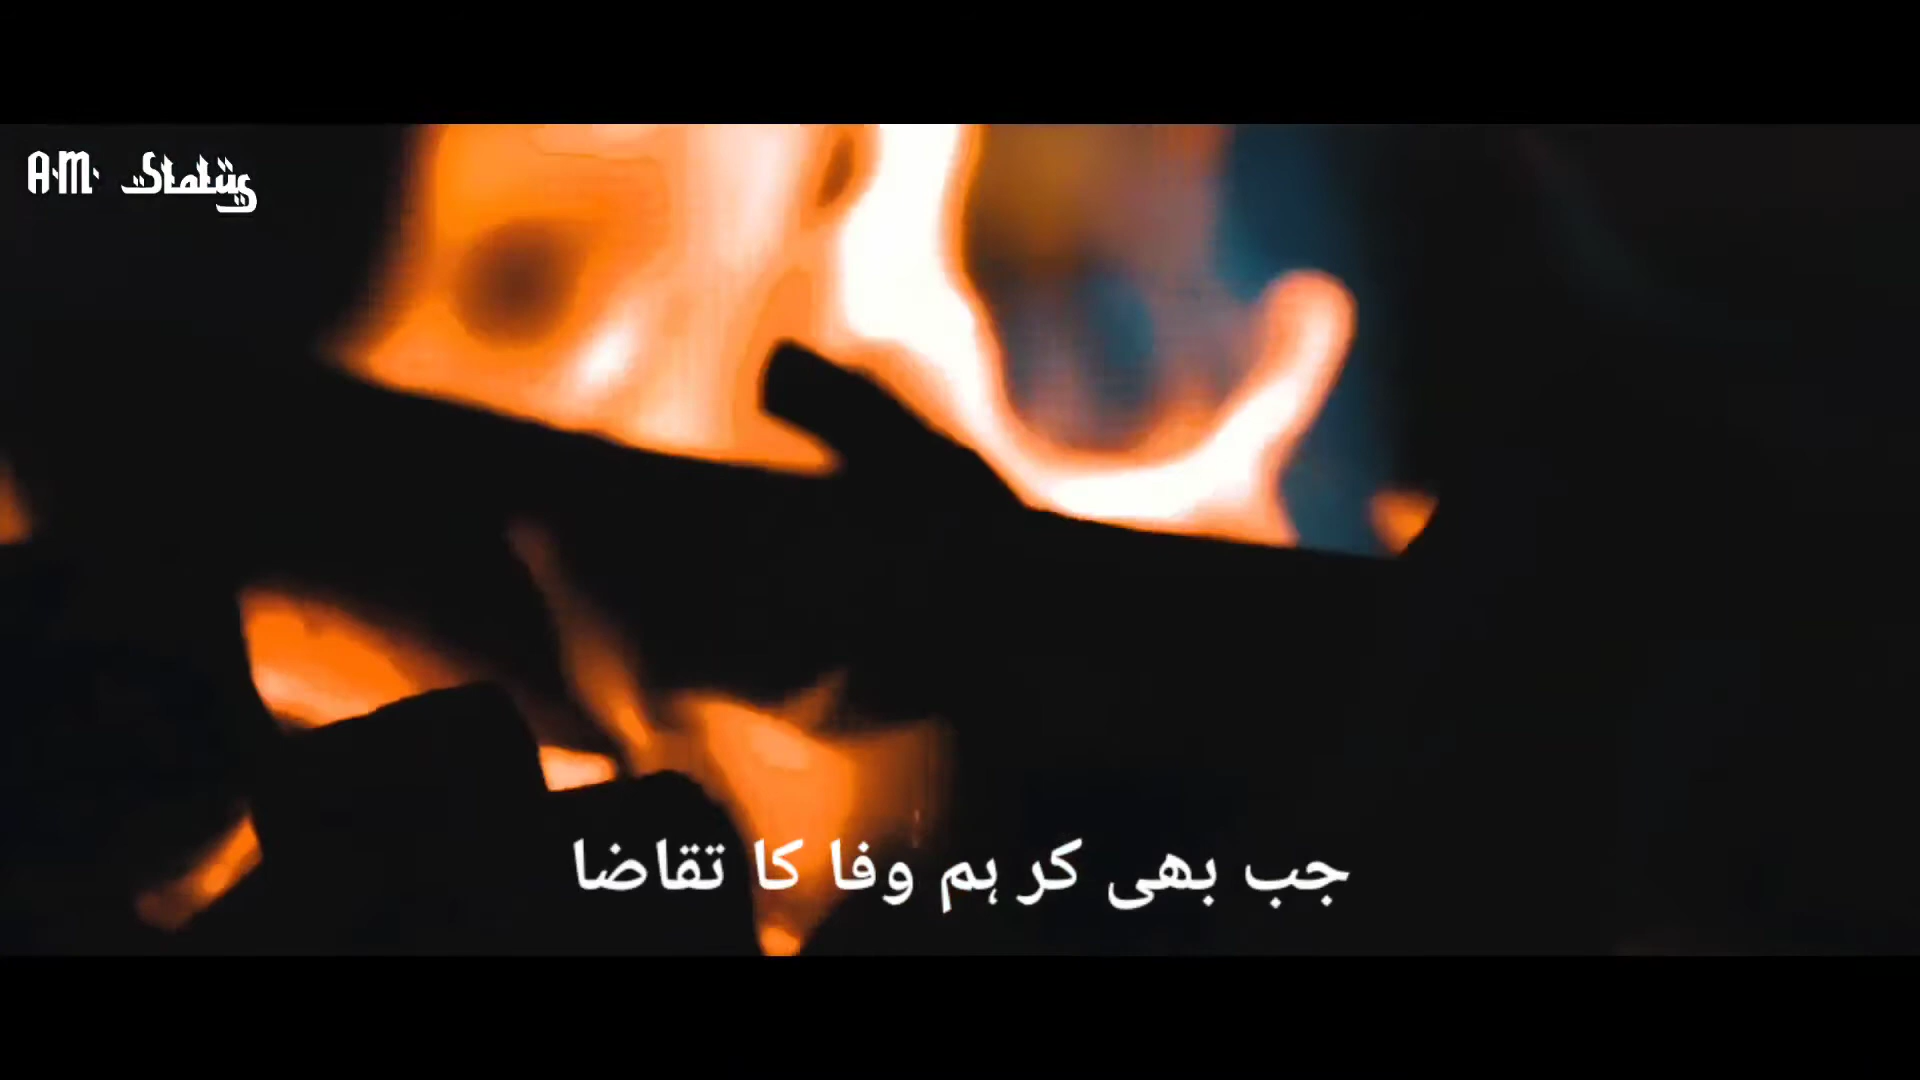 A.M. Status
جب بھی کر ہم وفا کا تقاضا